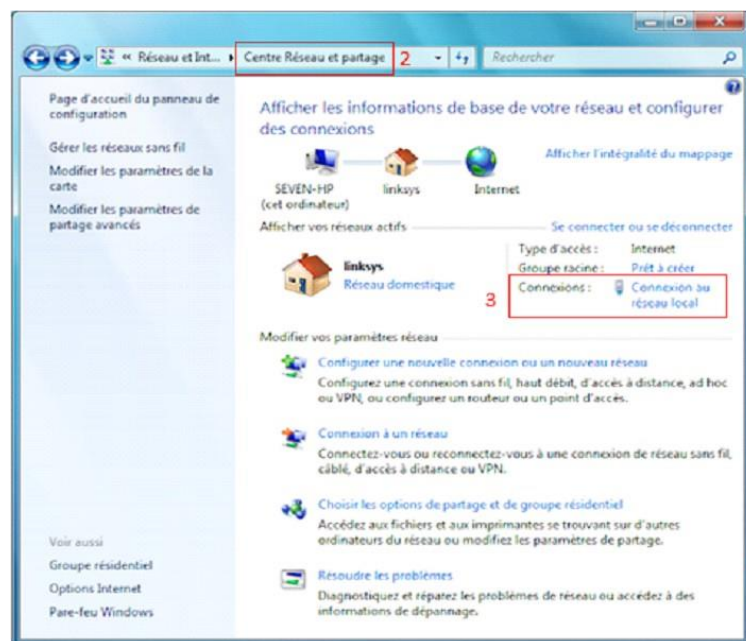 « Réseau et Int... ▸ Centre Réseau et partage 2 Rechercher
Page d'accueil du panneau de
configuration
Gérer les réseaux sans fil
Modifier les paramètres de la
carte
Modifier les paramètres de
partage avancés
Voir aussi
Groupe résidentiel
Options Internet
Pare-feu Windows
Afficher les informations de base de votre réseau et configurer
des connexions
Afficher l'intégralité du mappage
SEVEN-HP linksys Internet
(cet ordinateur)
Afficher vos réseaux actifs Se connecter ou se déconnecter
linksys
Réseau domestique
Type d'accès : Internet
Groupe racine : Prêt à créer
3 Connexions : Connexion au
réseau local
Modifier vos paramètres réseau
Configurer une nouvelle connexion ou un nouveau réseau
Configurez une connexion sans fil, haut débit, d'accès à distance, ad hoc
ou VPN, ou configurer un routeur ou un point d'accès.
Connexion à un réseau
Connectez-vous ou reconnectez-vous à une connexion de réseau sans fil,
câblé, d'accès à distance ou VPN.
Choisir les options de partage et de groupe résidentiel
Accédez aux fichiers et aux imprimantes se trouvant sur d'autres
ordinateurs du réseau ou modifiez les paramètres de partage.
Résoudre les problèmes
Diagnostiquez et réparez les problèmes de réseau ou accédez à des
informations de dépannage.